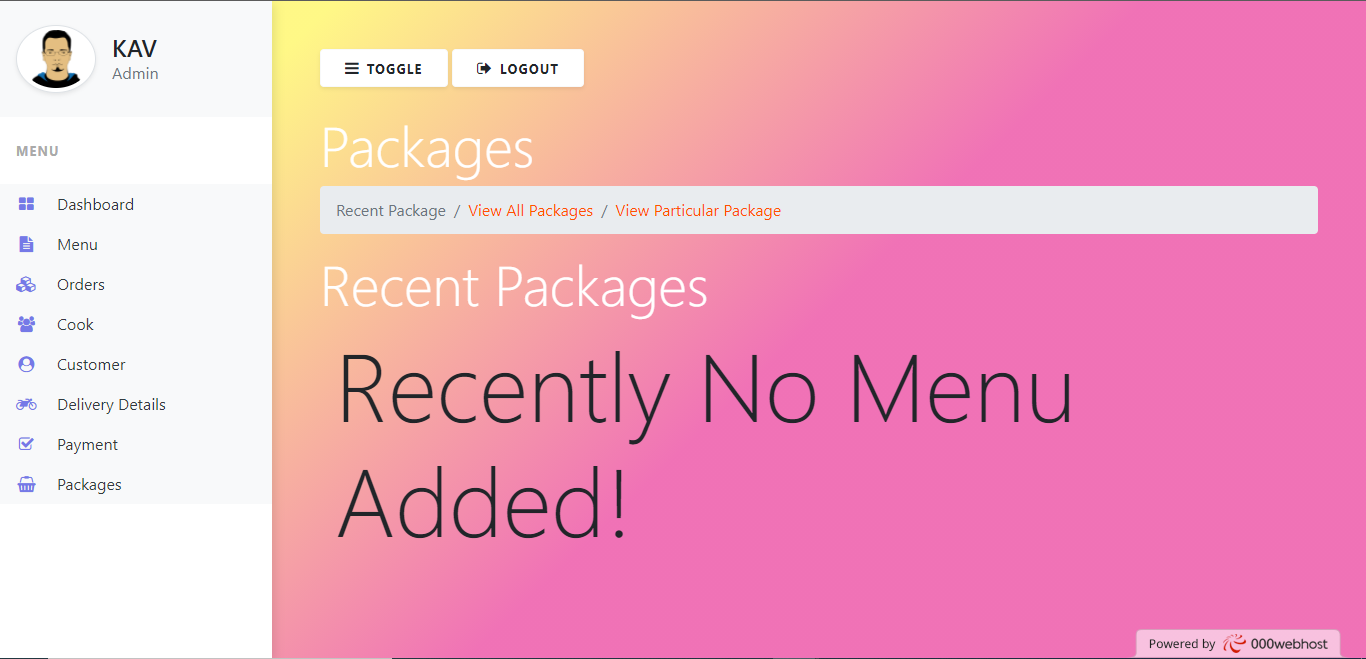 KAV
Admin
MENU
Dashboard
Menu
Orders
Cook
Customer
Delivery Details
Payment
Packages
TOGGLE
LOGOUT
Packages
Recent Package / View All Packages / View Particular Package
Recent Packages
Recently No Menu
Added!
Powered by 000webhost